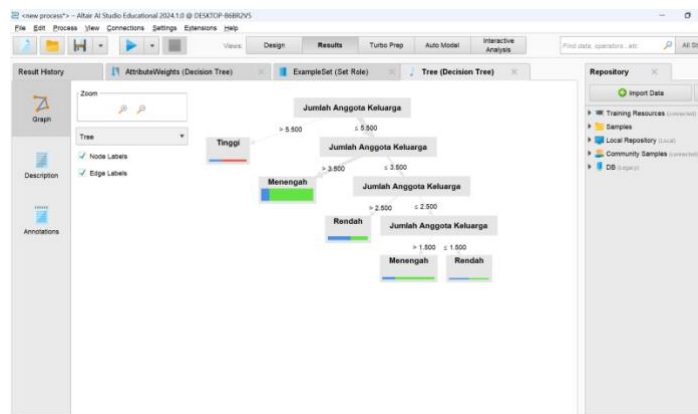 <new process*> – Altair AI Studio Educational 2024.1.0 @ DESKTOP-B6BR2V5
File Edit Process View Connections Settings Extensions Help
Views: Design Results Turbo Prep Auto Model Interactive Analysis
Find data, operators...etc
All St
Result History
AttributeWeights (Decision Tree)
ExampleSet (Set Role)
Tree (Decision Tree)
Repository
Graph
Description
Annotations
Zoom
Tree
Node Labels
Edge Labels
Jumlah Anggota Keluarga
> 5.500
≤ 5.500
Tinggi
Jumlah Anggota Keluarga
> 3.500
≤ 3.500
Menengah
Jumlah Anggota Keluarga
> 2.500
≤ 2.500
Rendah
Jumlah Anggota Keluarga
> 1.500
≤ 1.500
Menengah
Rendah
Import Data
Training Resources (connected)
Samples
Local Repository (Local)
Community Samples (connected)
DB (Legacy)